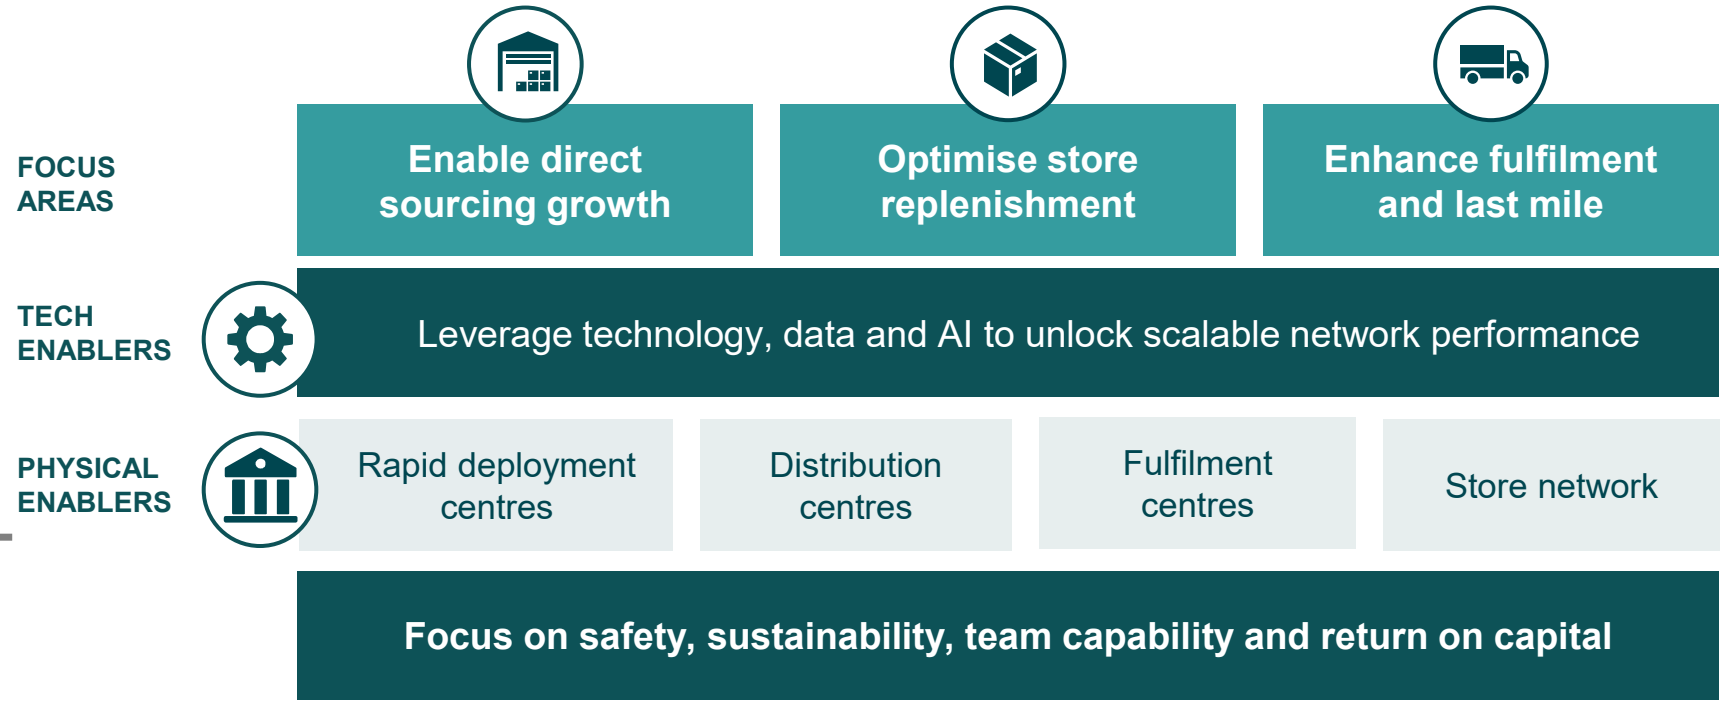 FOCUS
AREAS
Enable direct
sourcing growth
Optimise store
replenishment
Enhance fulfilment
and last mile
TECH
ENABLERS
Leverage technology, data and AI to unlock scalable network performance
PHYSICAL
ENABLERS
Rapid deployment
centres
Distribution
centres
Fulfilment
centres
Store network
Focus on safety, sustainability, team capability and return on capital